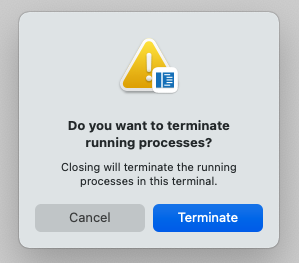 Do you want to terminate
running processes?
Closing will terminate the running
processes in this terminal.
Cancel
Terminate